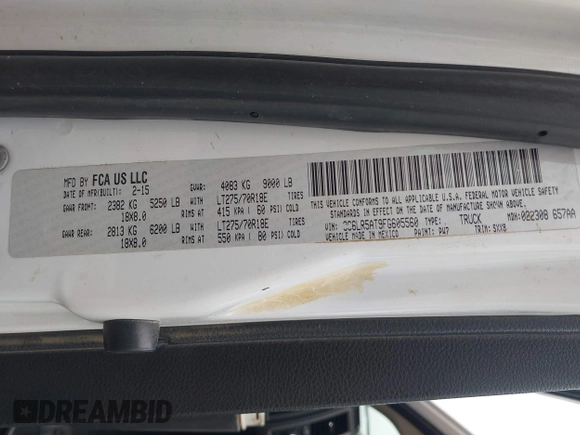 MFD BY FCA US LLC
DATE OF MFR(BUILT): 2-15 GVWR: 4083 KG 9000 LB
GAWR FRONT: 2382 KG 5250 LB WITH LT275/70R18E TIRES
18X8.0 RIMS AT 415 KPA ( 60 PSI) COLD
GAWR REAR: 2813 KG 6200 LB WITH LT275/70R18E TIRES
18X8.0 RIMS AT 550 KPA ( 80 PSI) COLD
THIS VEHICLE CONFORMS TO ALL APPLICABLE U.S.A. FEDERAL MOTOR VEHICLE SAFETY
STANDARDS IN EFFECT ON THE DATE OF MANUFACTURE SHOWN ABOVE
VIN: 3C6LR5AT9FG605560 TYPE: TRUCK MDH: 022308 657AA
VEHICLE MADE IN MEXICO PAINT: PW7 TRIM: SXX8
DREAMBID